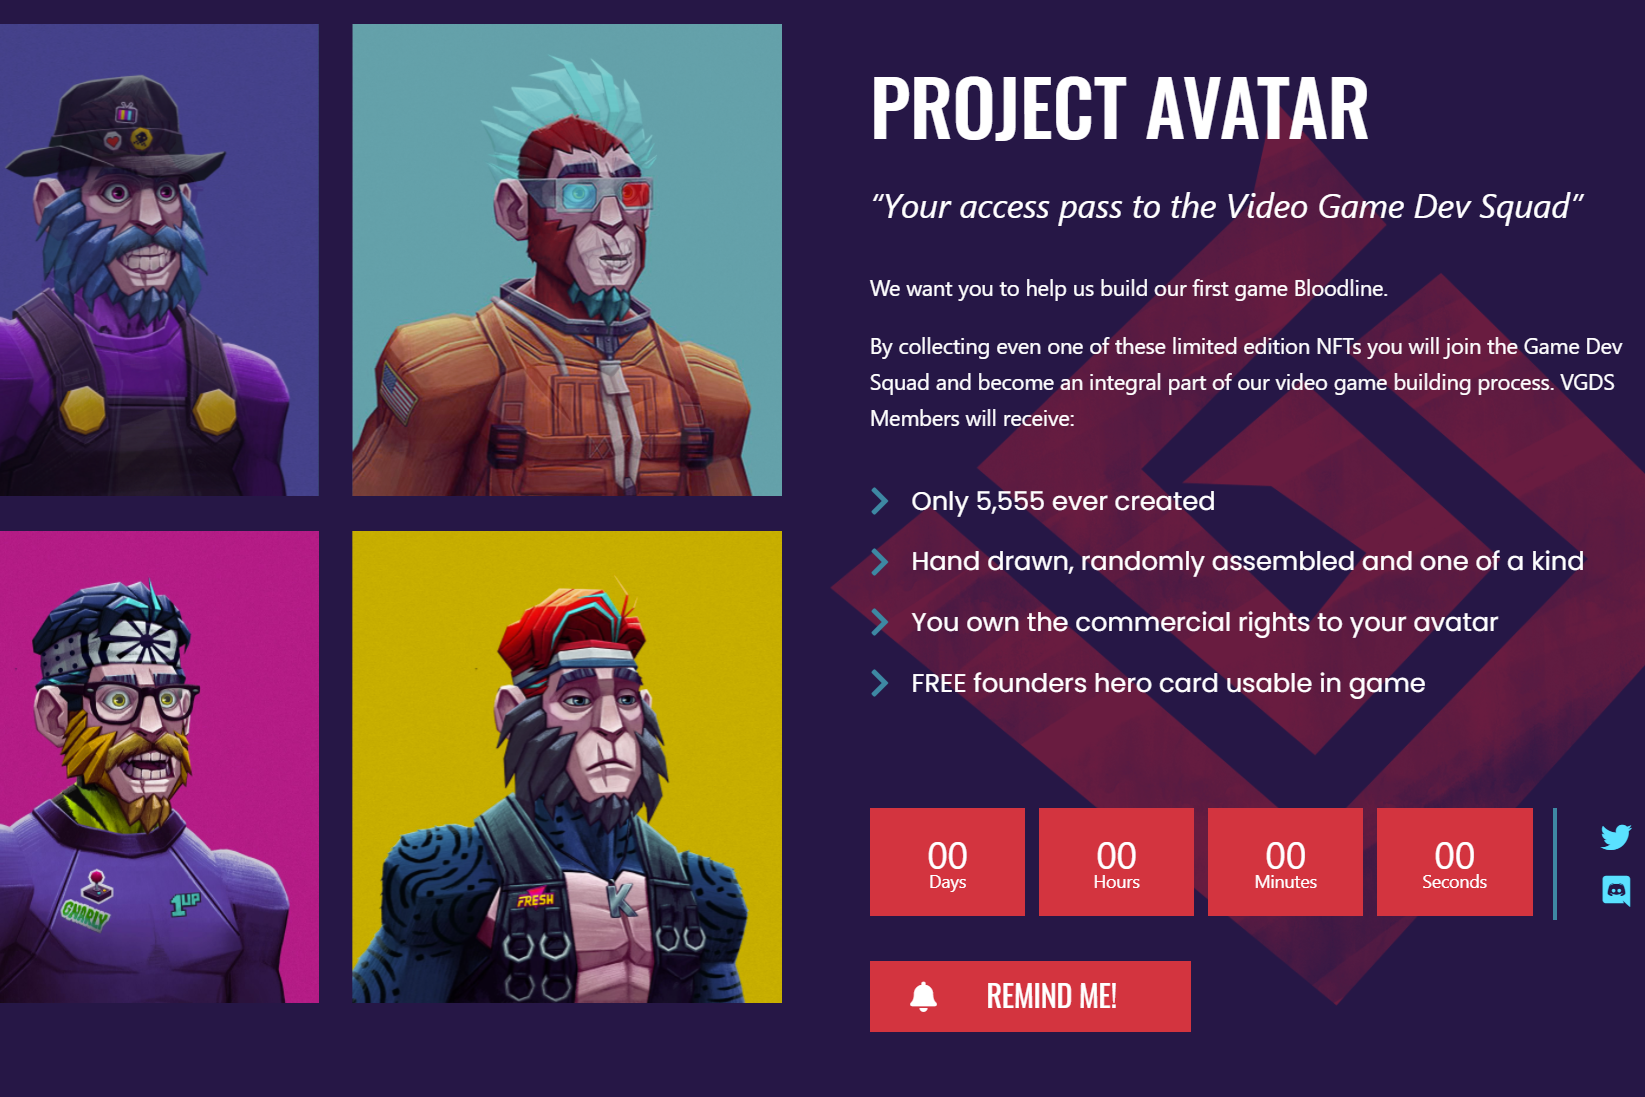 PROJECT AVATAR
“Your access pass to the Video Game Dev Squad”
We want you to help us build our first game Bloodline.
By collecting even one of these limited edition NFTs you will join the Game Dev
Squad and become an integral part of our video game building process. VGDS
Members will receive:
Only 5,555 ever created
Hand drawn, randomly assembled and one of a kind
You own the commercial rights to your avatar
FREE founders hero card usable in game
00 00 00 00
Days Hours Minutes Seconds
REMIND ME!
GNARLY
1UP
FRESH
K